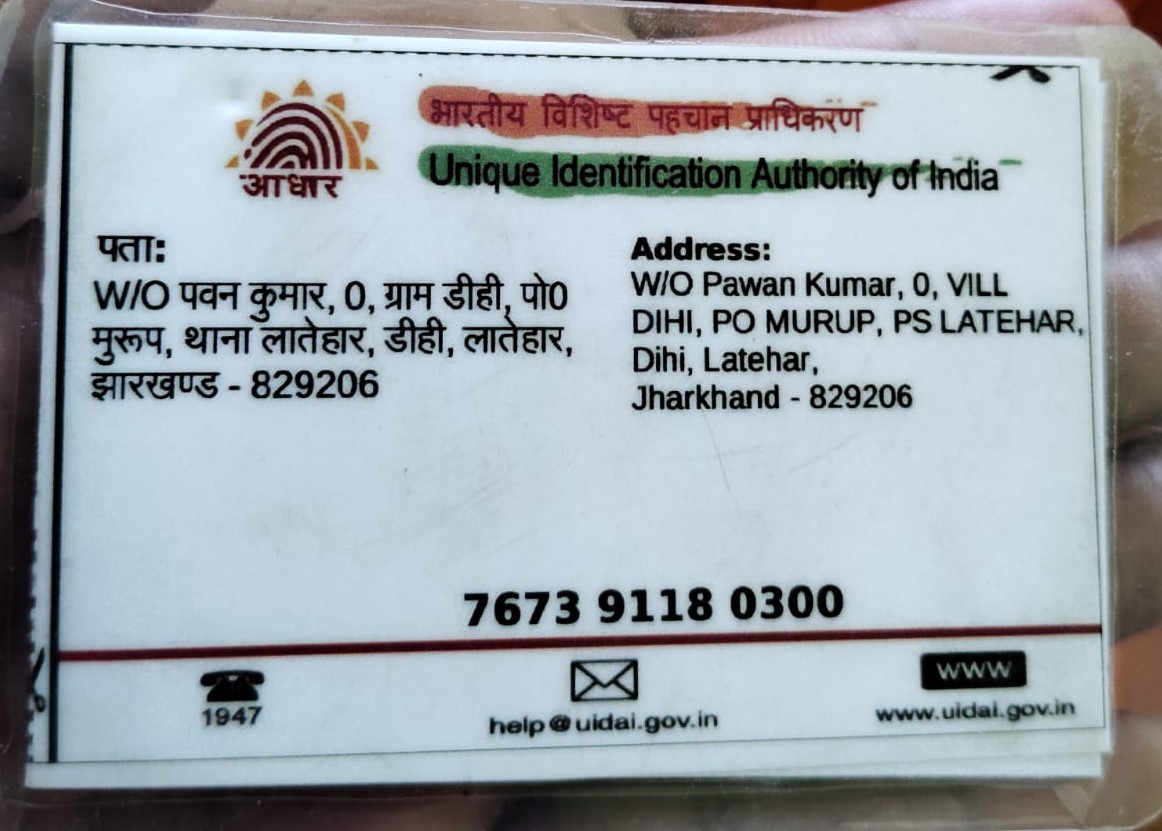 भारतीय विशिष्ट पहचान प्राधिकरण
Unique Identification Authority of India
आधार
पता:
W/O पवन कुमार, 0, ग्राम डीही, पो0
मुरूप, थाना लातेहार, डीही, लातेहार,
झारखण्ड - 829206
Address:
W/O Pawan Kumar, 0, VILL
DIHI, PO MURUP, PS LATEHAR,
Dihi, Latehar,
Jharkhand - 829206
7673 9118 0300
1947
help@uidai.gov.in
www
www.uidai.gov.in